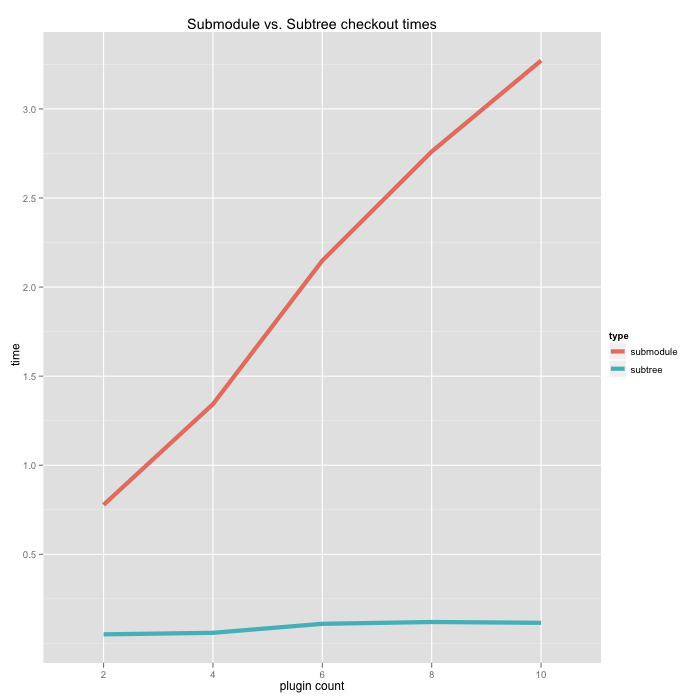 Submodule vs. Subtree checkout times
time
3.0
2.5
2.0
1.5
1.0
0.5
2 4 6 8 10
plugin count
type
submodule
subtree